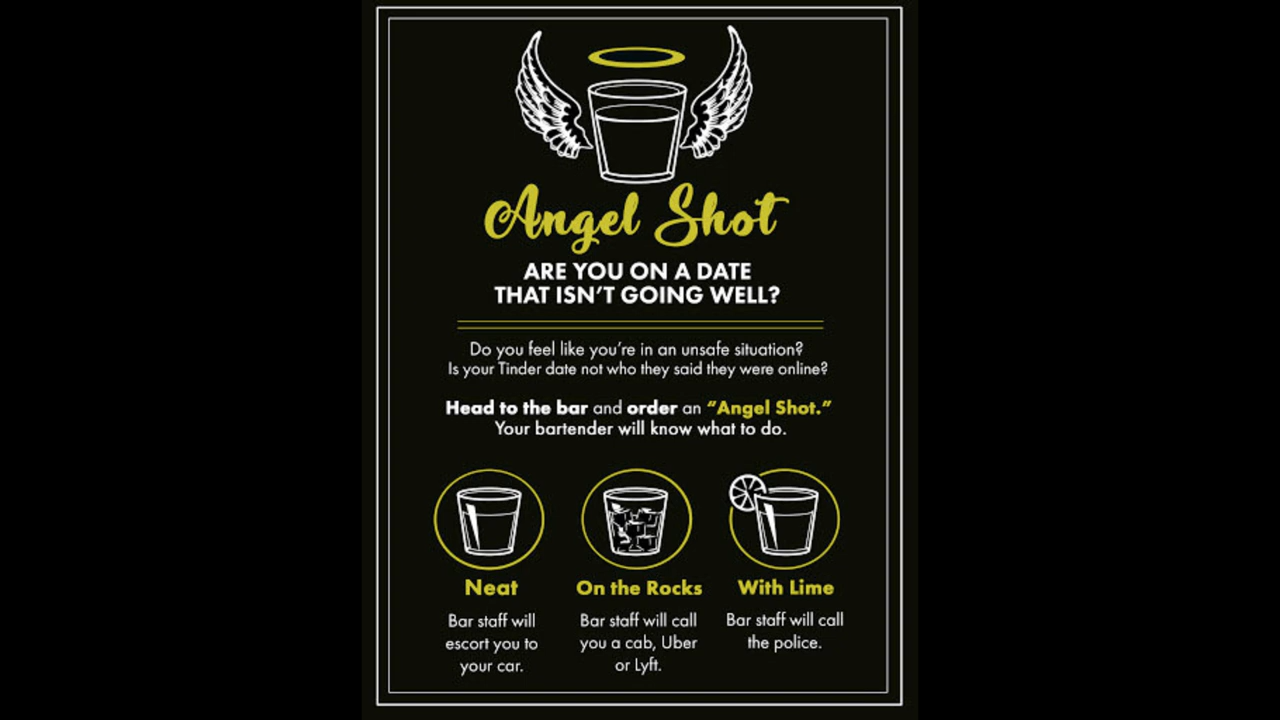 Angel Shot
ARE YOU ON A DATE
THAT ISN'T GOING WELL?
Do you feel like you're in an unsafe situation?
Is your Tinder date not who they said they were online?
Head to the bar and order an "Angel Shot."
Your bartender will know what to do.
Neat
Bar staff will
escort you to
your car.
On the Rocks
Bar staff will call
you a cab, Uber
or Lyft.
With Lime
Bar staff will call
the police.